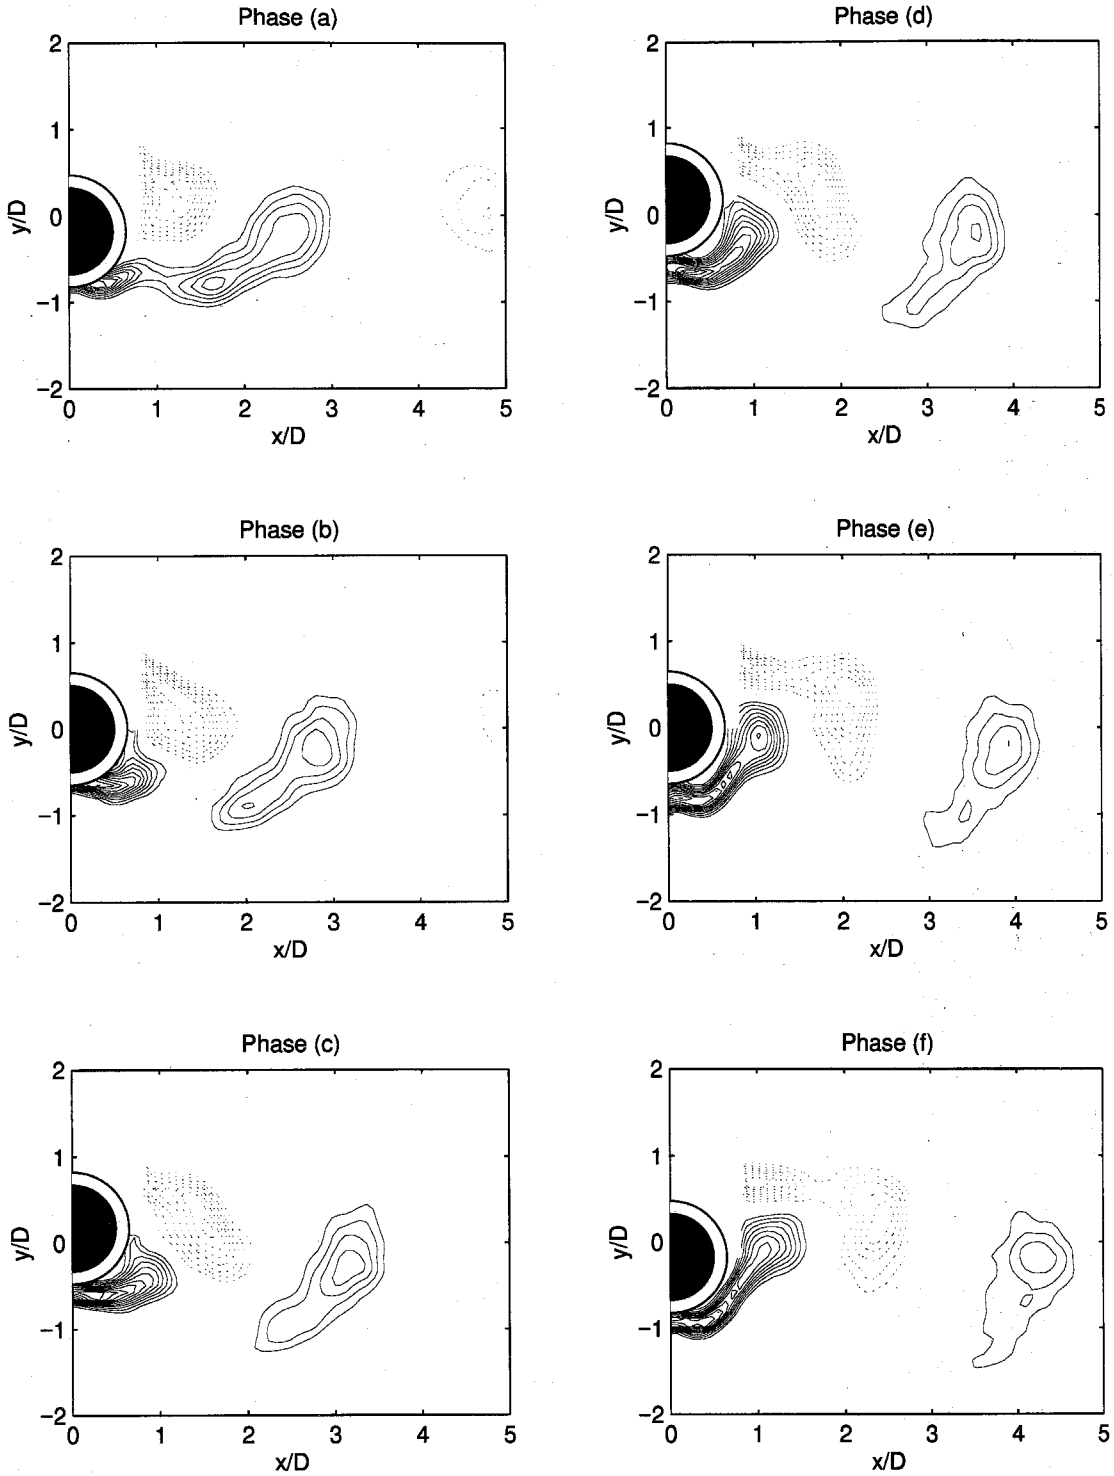 Phase (a)
2
1
0
−1
−2
y/D
0 1 2 3 4 5
x/D
Phase (d)
2
1
0
−1
−2
y/D
0 1 2 3 4 5
x/D
Phase (b)
2
1
0
−1
−2
y/D
0 1 2 3 4 5
x/D
Phase (e)
2
1
0
−1
−2
y/D
0 1 2 3 4 5
x/D
Phase (c)
2
1
0
−1
−2
y/D
0 1 2 3 4 5
x/D
Phase (f)
2
1
0
−1
−2
y/D
0 1 2 3 4 5
x/D